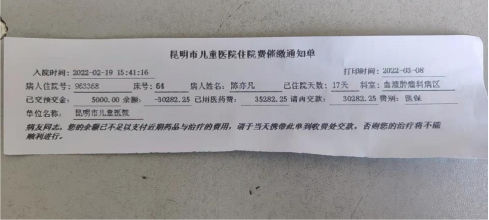 昆明市儿童医院住院费催缴通知单
入院时间:2022-02-19 15:41:16 打印时间:2022-03-08
病人住院号:963368 床号:64 病人姓名:陈亦凡 已住院天数:17天 科室:血液肿瘤科病区
已交预交金: 5000.00 余额: -30282.25 已用医药费: 35282.25 请内交款: 30282.25 费别: 医保
单位名称: 昆明市儿童医院
病友同志:您的余额已不足以支付近期药品与治疗的费用,请于当天携带此单到收费处交款,否则您的治疗将不能
顺利进行。